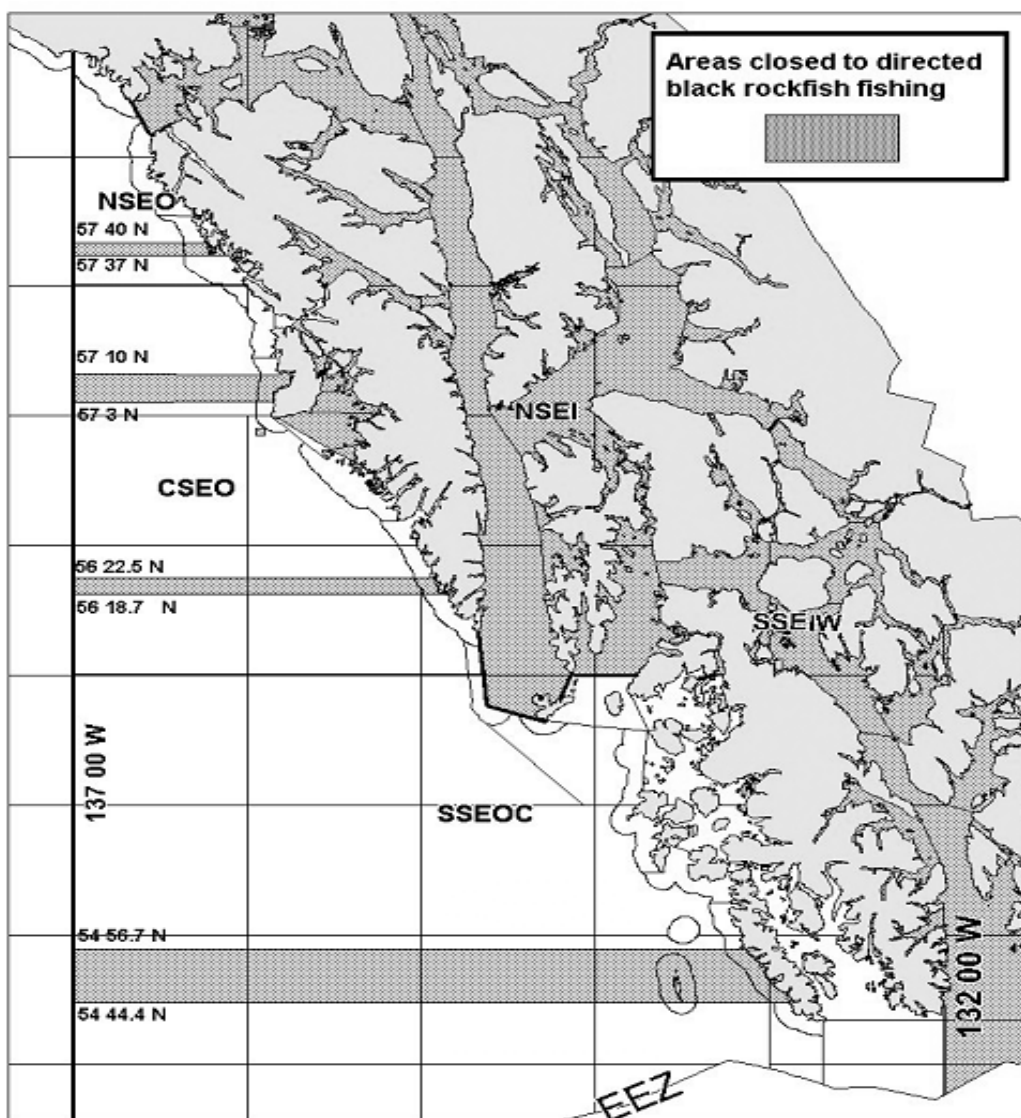 Areas closed to directed
black rockfish fishing
NSEO
57 40 N
57 37 N
57 10 N
57 3 N
NSEI
CSEO
56 22.5 N
56 18.7 N
SSEIW
137 00 W
SSEOC
54 56.7 N
54 44.4 N
132 00 W
EEZ